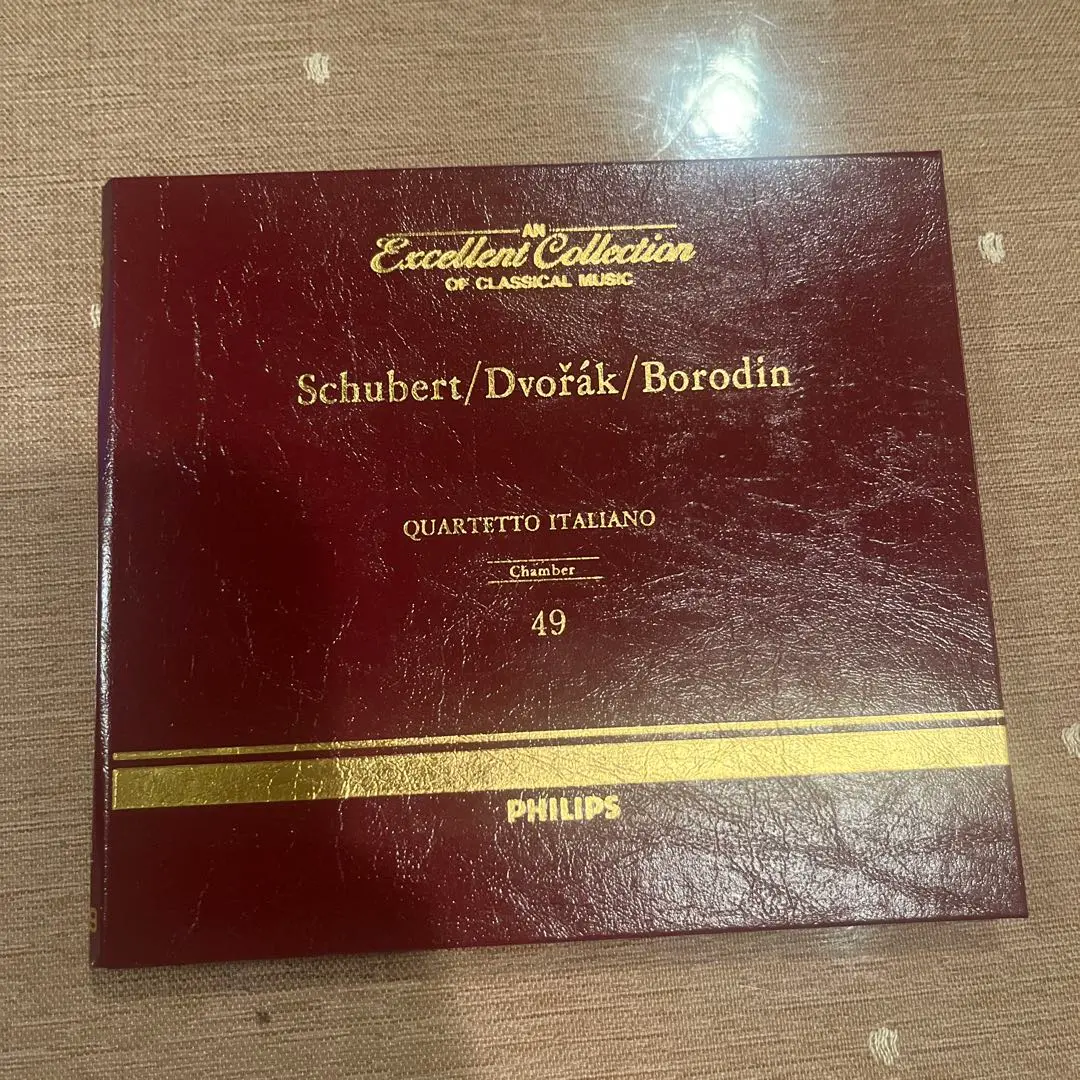 AN
Excellent Collection
OF CLASSICAL MUSIC
Schubert/Dvořák/Borodin
QUARTETTO ITALIANO
Chamber
49
PHILIPS